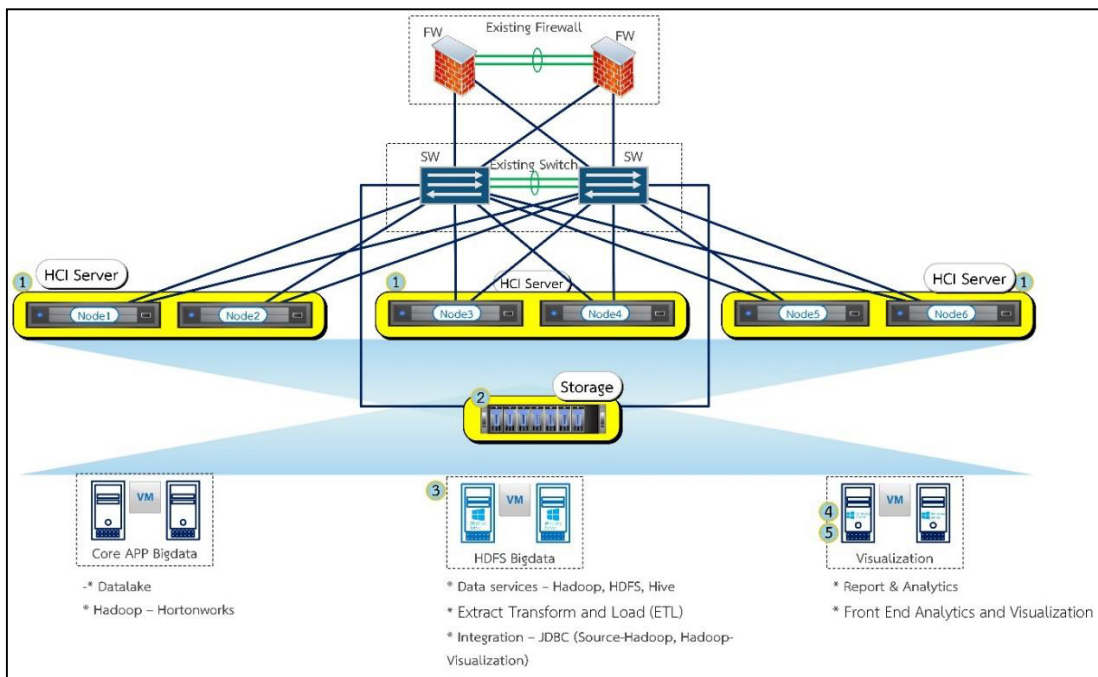 Existing Firewall
FW
FW
SW
Existing Switch
SW
1
HCI Server
1
HCI Server
HCI Server
1
Node1
Node2
Node3
Node4
Node5
Node6
2
Storage
VM
Core APP Bigdata
-* Datalake
* Hadoop – Hortonworks
3
VM
HDFS Bigdata
* Data services – Hadoop, HDFS, Hive
* Extract Transform and Load (ETL)
* Integration – JDBC (Source-Hadoop, Hadoop-
Visualization)
4
5
VM
Visualization
* Report & Analytics
* Front End Analytics and Visualization